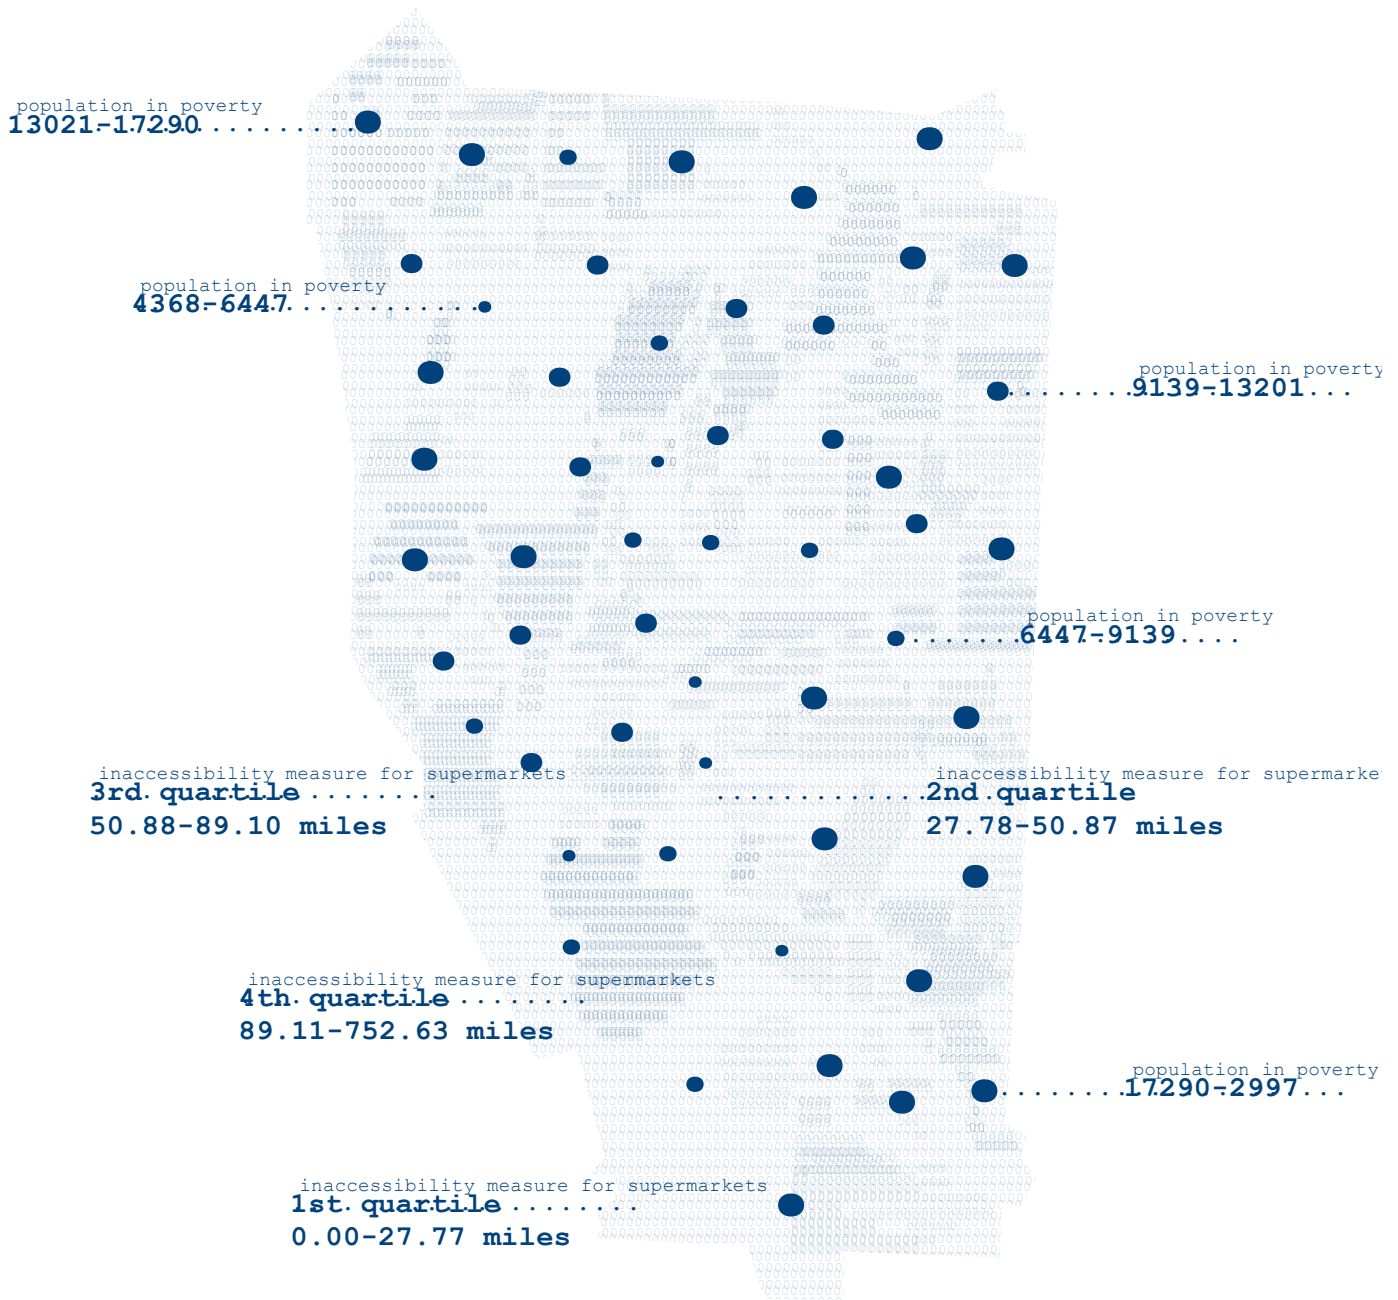 population in poverty
13021-17290
population in poverty
4368-6447
population in poverty
9139-13201
population in poverty
6447-9139
inaccessibility measure for supermarkets
3rd quartile
50.88-89.10 miles
inaccessibility measure for supermarke
2nd quartile
27.78-50.87 miles
inaccessibility measure for supermarkets
4th quartile
89.11-752.63 miles
population in poverty
17290-2997
inaccessibility measure for supermarkets
1st quartile
0.00-27.77 miles